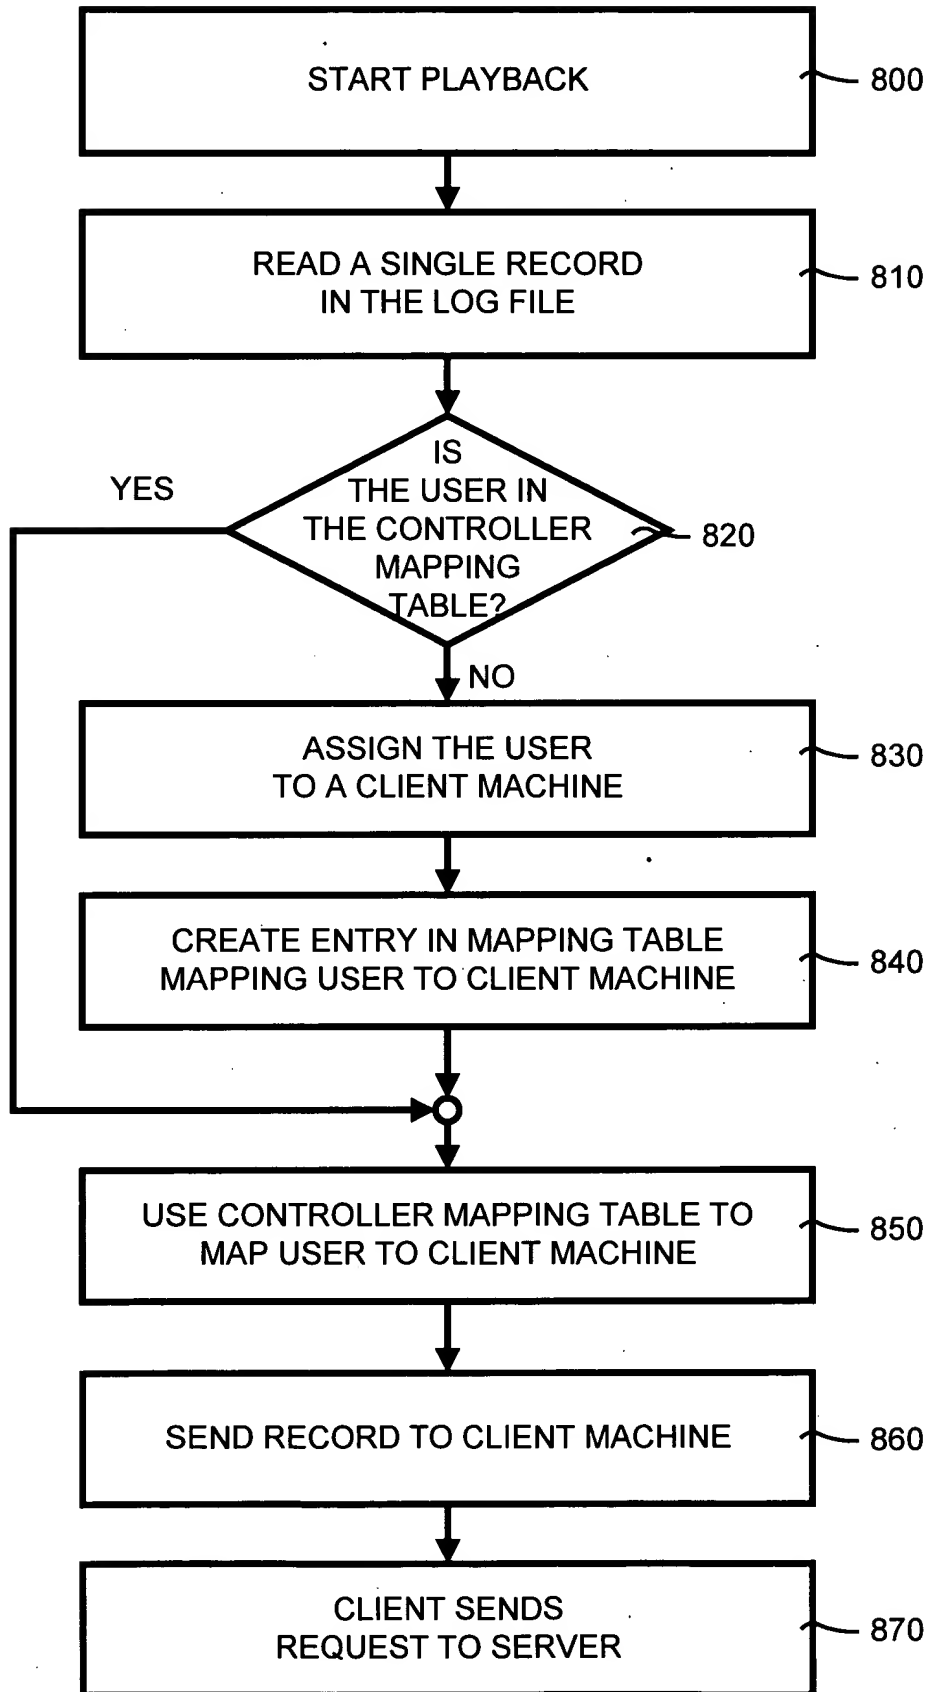 START PLAYBACK
800
READ A SINGLE RECORD
IN THE LOG FILE
810
IS
THE USER IN
THE CONTROLLER
MAPPING
TABLE?
820
YES
NO
ASSIGN THE USER
TO A CLIENT MACHINE
830
CREATE ENTRY IN MAPPING TABLE
MAPPING USER TO CLIENT MACHINE
840
USE CONTROLLER MAPPING TABLE TO
MAP USER TO CLIENT MACHINE
850
SEND RECORD TO CLIENT MACHINE
860
CLIENT SENDS
REQUEST TO SERVER
870